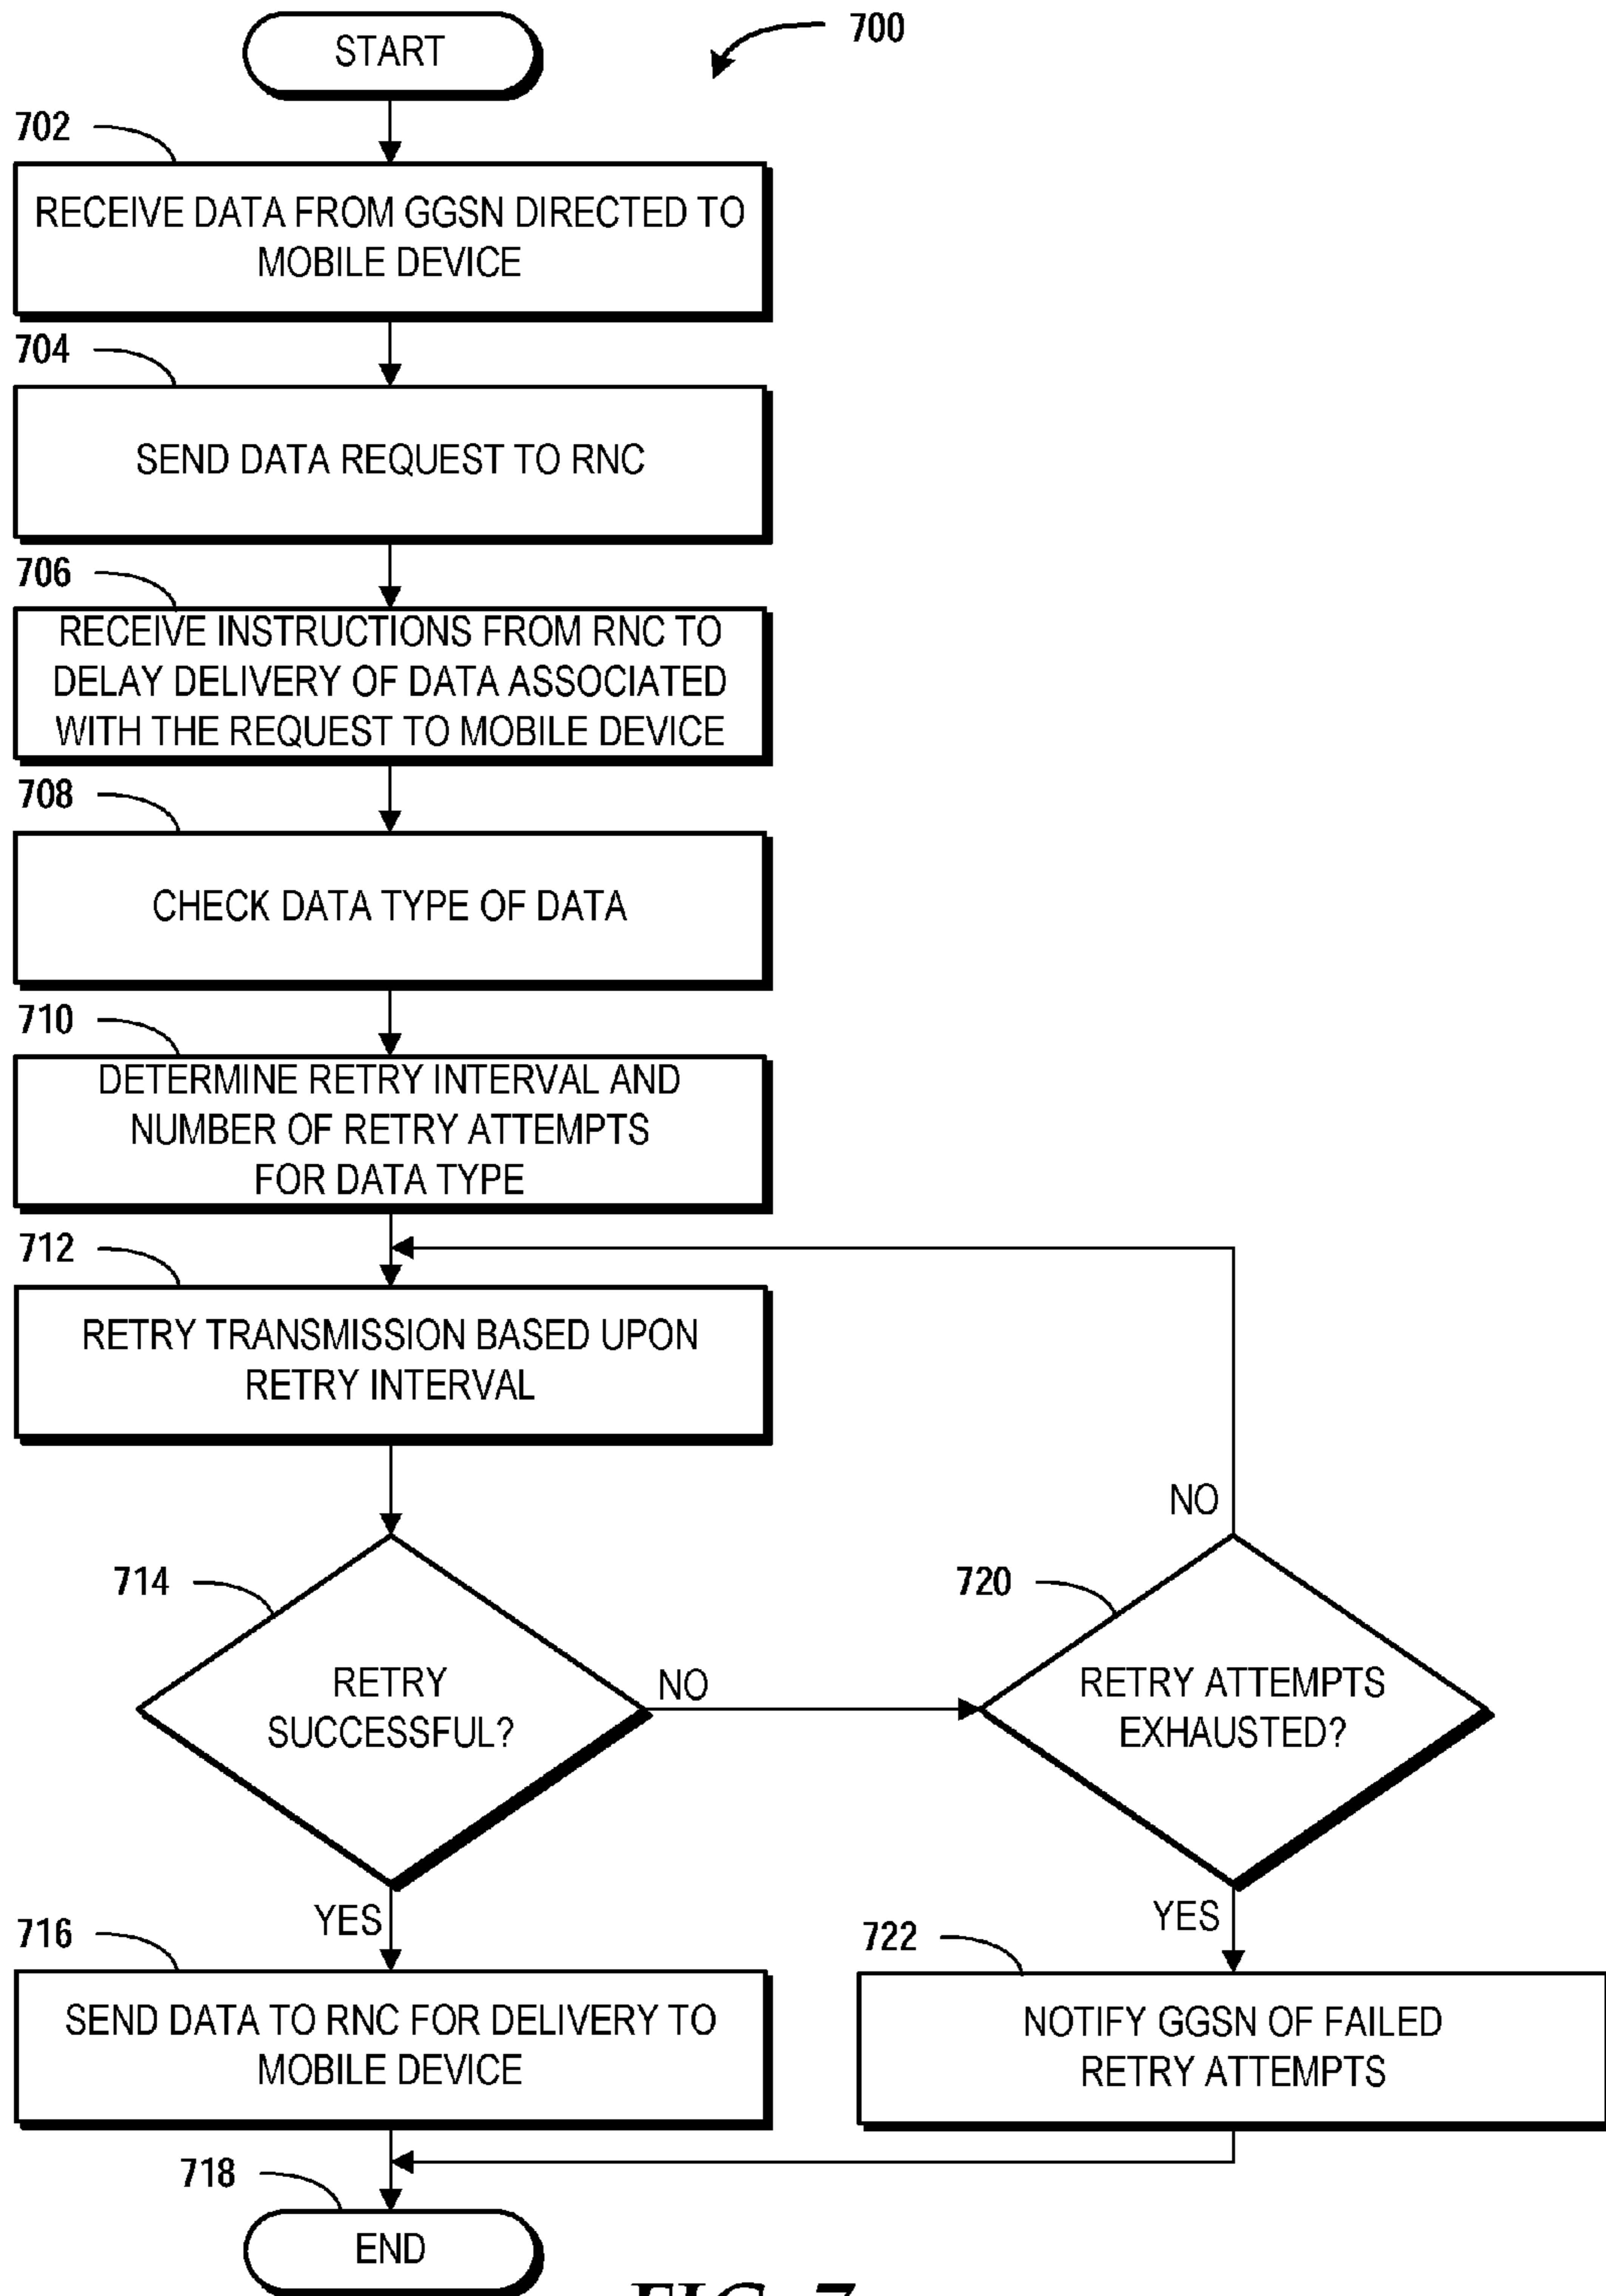 START
700
702
RECEIVE DATA FROM GGSN DIRECTED TO
MOBILE DEVICE
704
SEND DATA REQUEST TO RNC
706
RECEIVE INSTRUCTIONS FROM RNC TO
DELAY DELIVERY OF DATA ASSOCIATED
WITH THE REQUEST TO MOBILE DEVICE
708
CHECK DATA TYPE OF DATA
710
DETERMINE RETRY INTERVAL AND
NUMBER OF RETRY ATTEMPTS
FOR DATA TYPE
712
RETRY TRANSMISSION BASED UPON
RETRY INTERVAL
714
RETRY
SUCCESSFUL?
NO
720
RETRY ATTEMPTS
EXHAUSTED?
NO
YES
716
SEND DATA TO RNC FOR DELIVERY TO
MOBILE DEVICE
YES
722
NOTIFY GGSN OF FAILED
RETRY ATTEMPTS
718
END